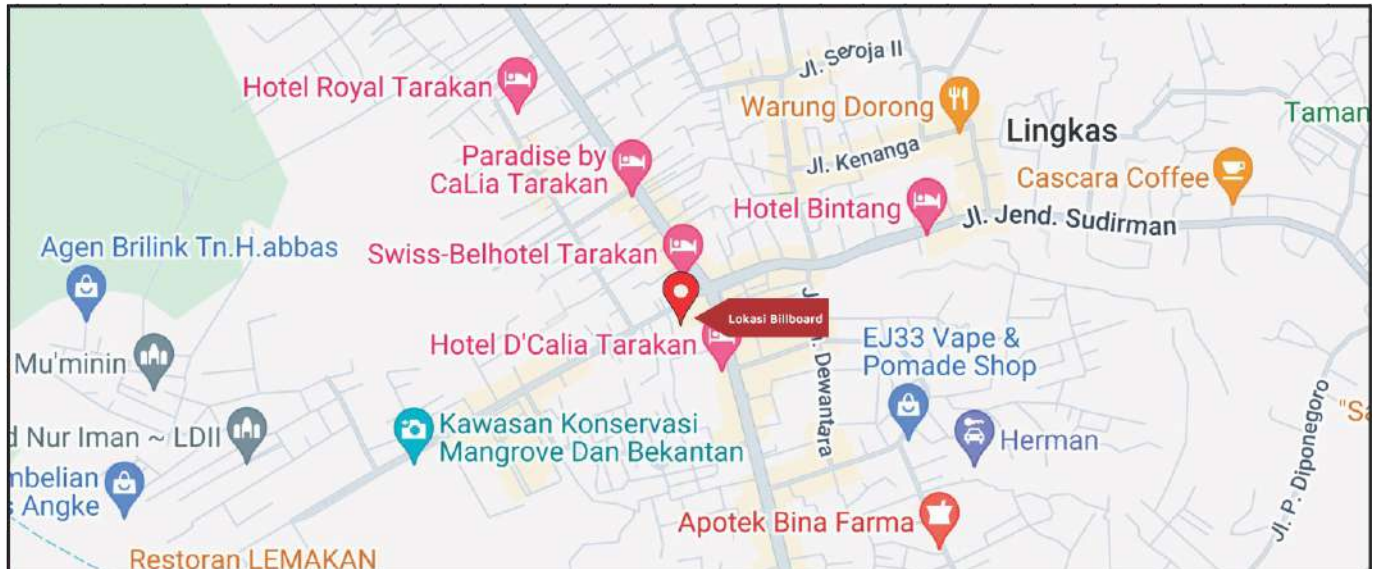 Jl. Seroja II
Hotel Royal Tarakan
Warung Dorong
Taman
Lingkas
Jl. Kenanga
Paradise by
CaLia Tarakan
Cascara Coffee
Hotel Bintang
Jl. Jend. Sudirman
Agen Brilink Tn.H.abbas
Swiss-Belhotel Tarakan
Lokasi Billboard
Hotel D'Calia Tarakan
Dewantara
EJ33 Vape &
Pomade Shop
Mu'minin
Jl. P. Diponegoro
Kawasan Konservasi
Mangrove Dan Bekantan
d Nur Iman ~ LDII
Herman
nbelian
Angke
Apotek Bina Farma
Restoran LEMAKAN